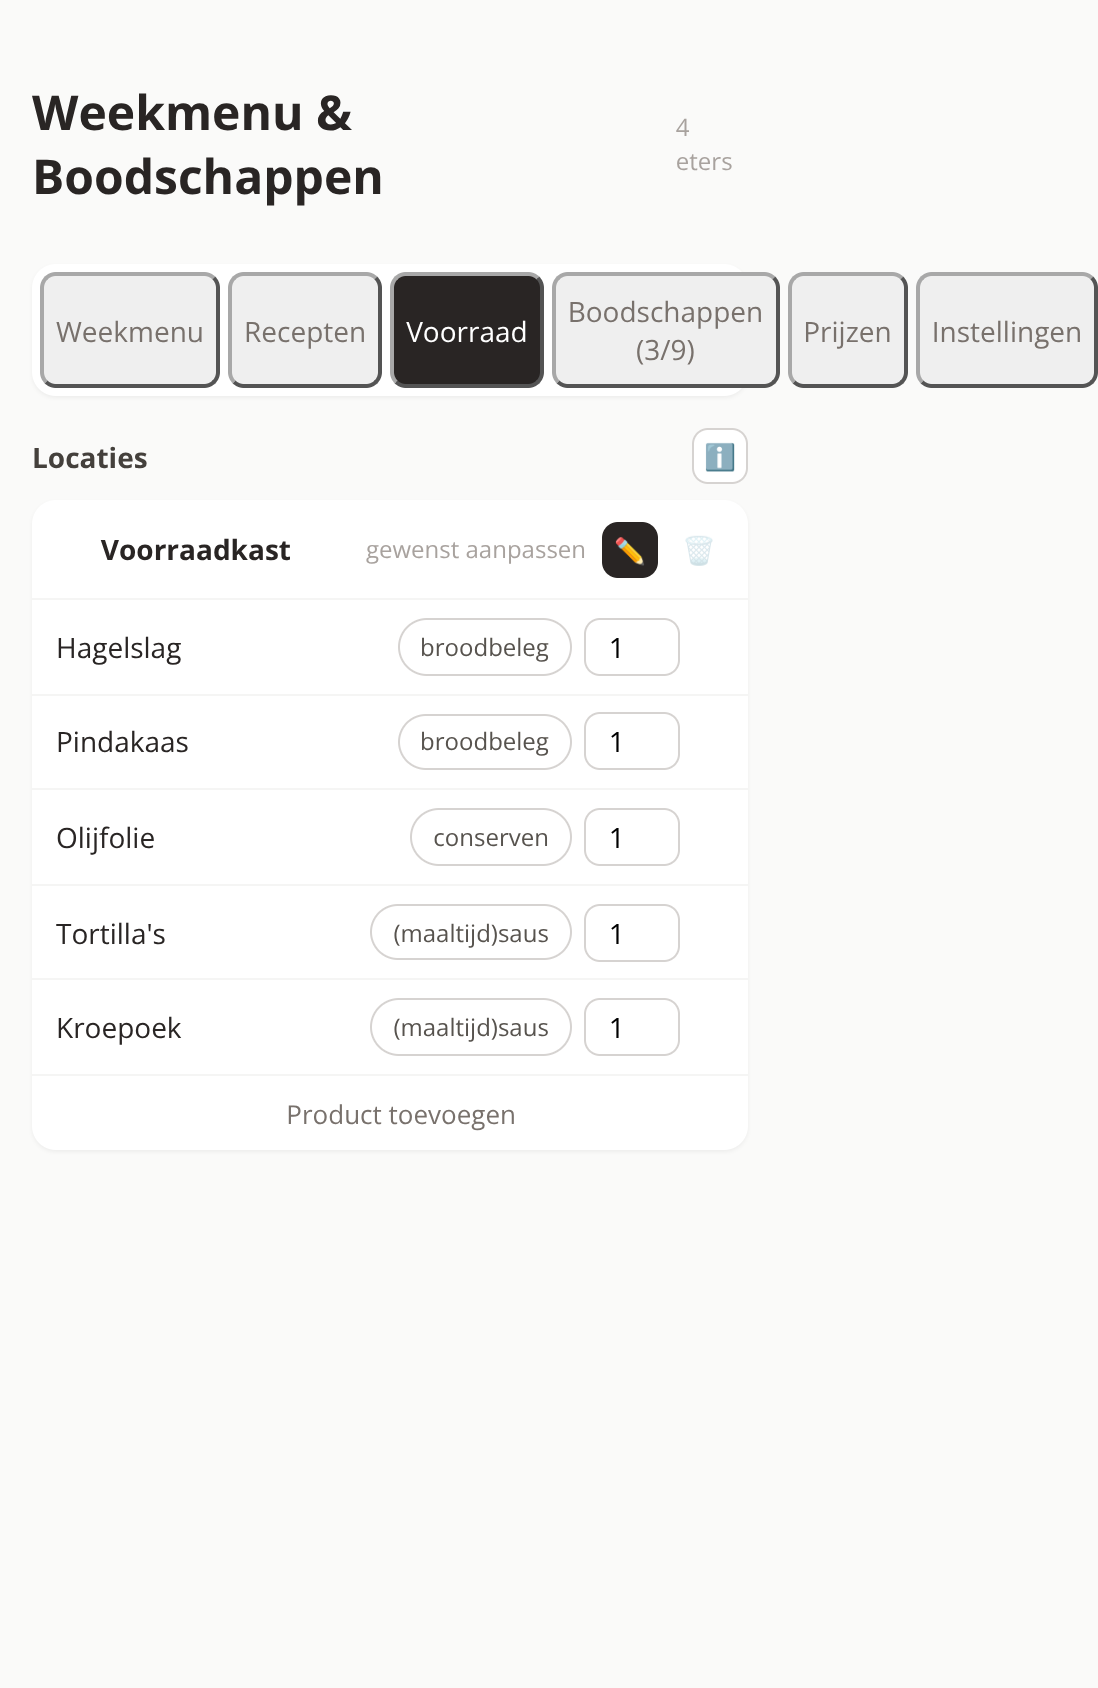 Weekmenu &
Boodschappen
4
eters
Weekmenu
Recepten
Voorraad
Boodschappen
(3/9)
Prijzen
Instellingen
Locaties
Voorraadkast gewenst aanpassen
Hagelslag broodbeleg 1
Pindakaas broodbeleg 1
Olijfolie conserven 1
Tortilla's (maaltijd)saus 1
Kroepoek (maaltijd)saus 1
Product toevoegen